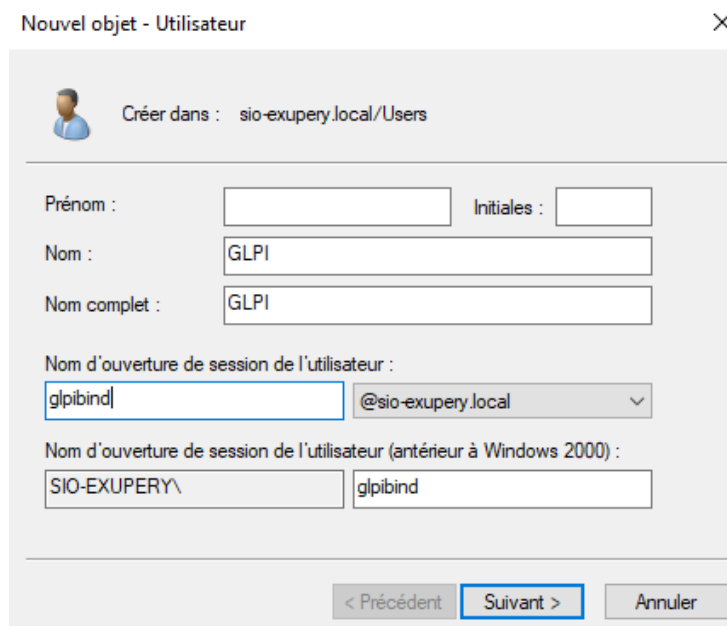 Nouvel objet - Utilisateur
Créer dans : sio-exupery.local/Users
Prénom : Initiales :
Nom : GLPI
Nom complet : GLPI
Nom d'ouverture de session de l'utilisateur :
glpibind @sio-exupery.local
Nom d'ouverture de session de l'utilisateur (antérieur à Windows 2000) :
SIO-EXUPERY\ glpibind
< Précédent Suivant > Annuler